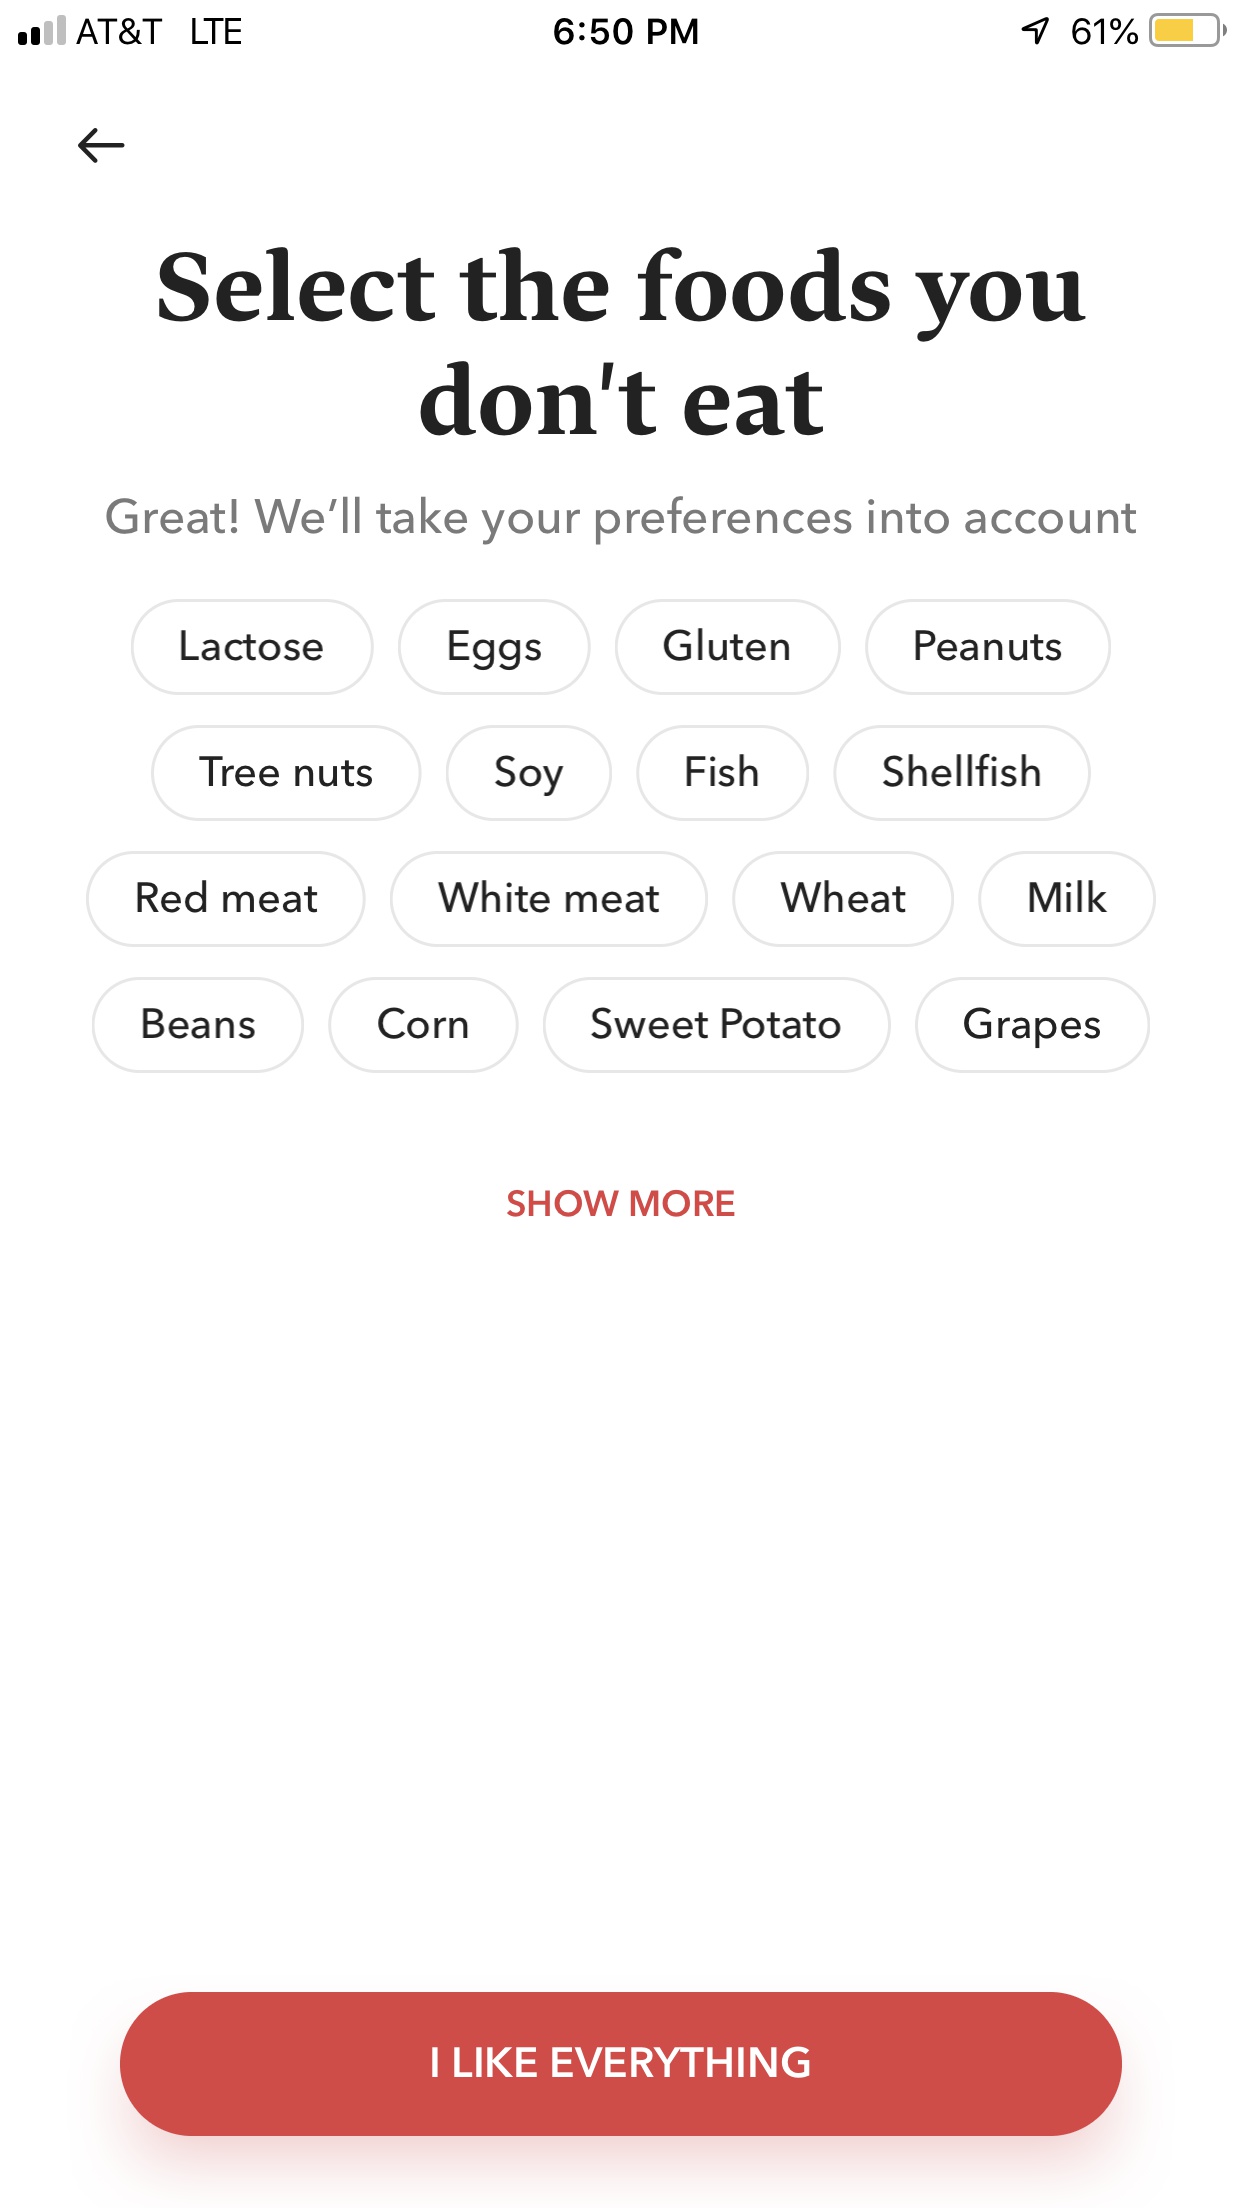 AT&T LTE 6:50 PM 61%
Select the foods you
don't eat
Great! We’ll take your preferences into account
Lactose Eggs Gluten Peanuts
Tree nuts Soy Fish Shellfish
Red meat White meat Wheat Milk
Beans Corn Sweet Potato Grapes
SHOW MORE
I LIKE EVERYTHING